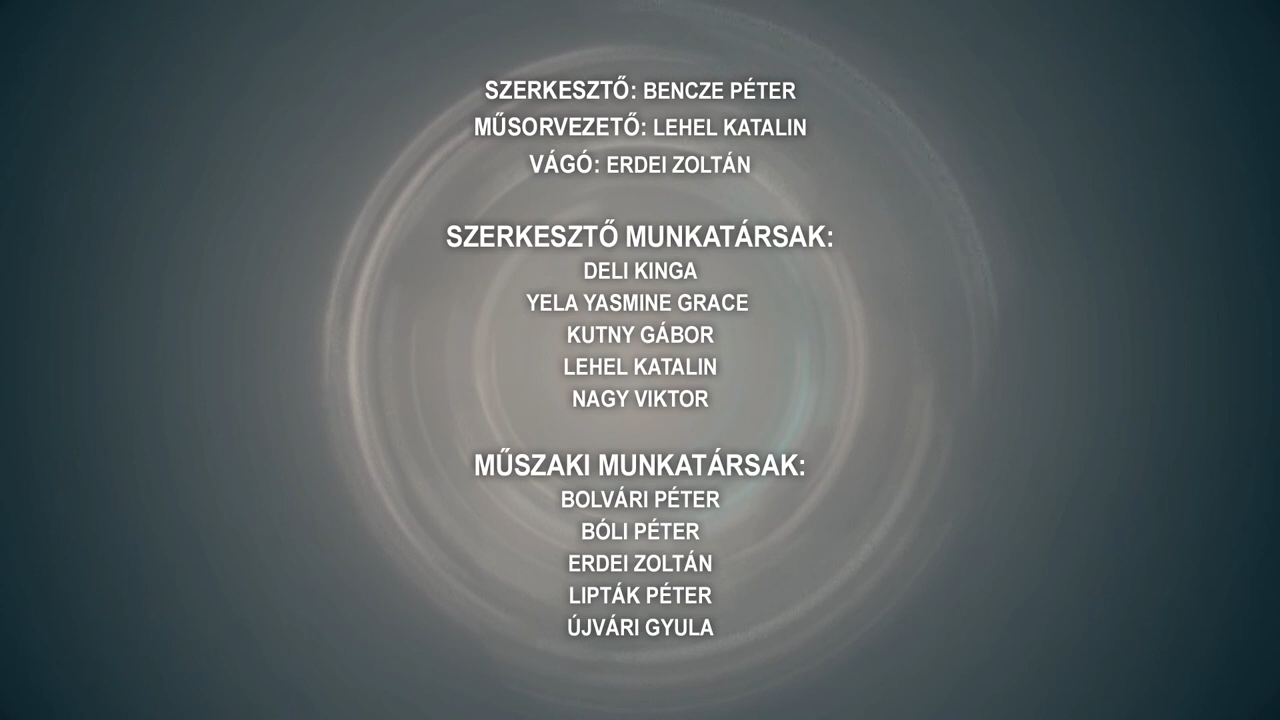 SZERKESZTŐ: BENCZE PÉTER
MŰSORVEZETŐ: LEHEL KATALIN
VÁGÓ: ERDEI ZOLTÁN
SZERKESZTŐ MUNKATÁRSAK:
DELI KINGA
YELA YASMINE GRACE
KUTNY GÁBOR
LEHEL KATALIN
NAGY VIKTOR
MŰSZAKI MUNKATÁRSAK:
BOLVÁRI PÉTER
BÓLI PÉTER
ERDEI ZOLTÁN
LIPTÁK PÉTER
ÚJVÁRI GYULA